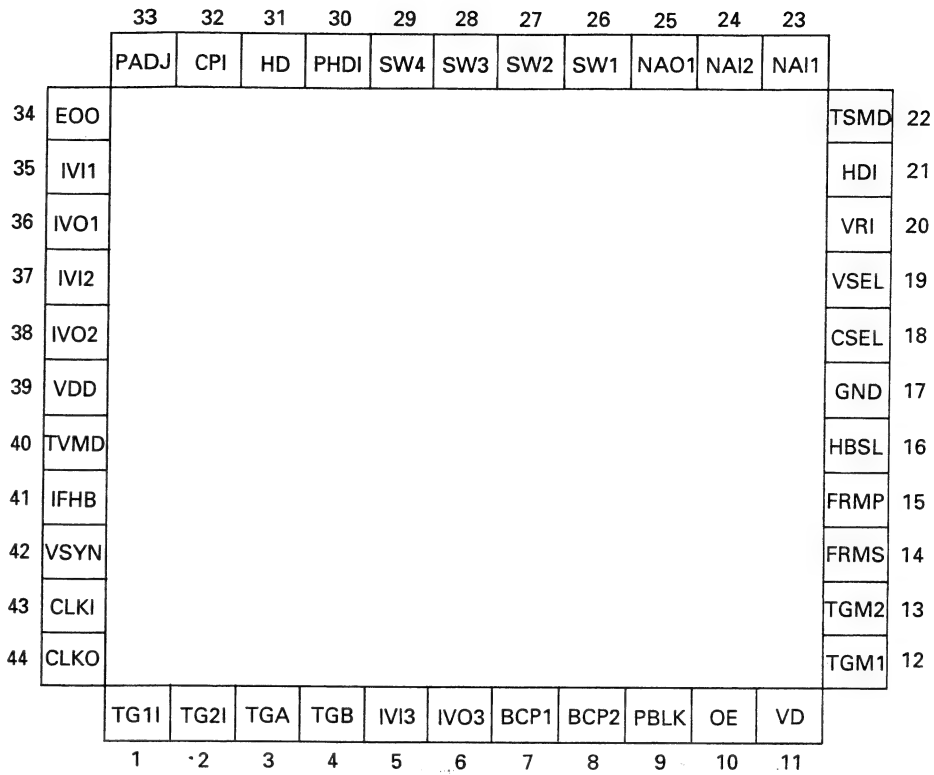 33 32 31 30 29 28 27 26 25 24 23
PADJ CPI HD PHDI SW4 SW3 SW2 SW1 NAO1 NAI2 NAI1
34 EOO TSMD 22
35 IVI1 HDI 21
36 IVO1 VRI 20
37 IVI2 VSEL 19
38 IVO2 CSEL 18
39 VDD GND 17
40 TVMD HBSL 16
41 IFHB FRMP 15
42 VSYN FRMS 14
43 CLKI TGM2 13
44 CLKO TGM1 12
TG1I TG2I TGA TGB IVI3 IVO3 BCP1 BCP2 PBLK OE VD
1 2 3 4 5 6 7 8 9 10 11